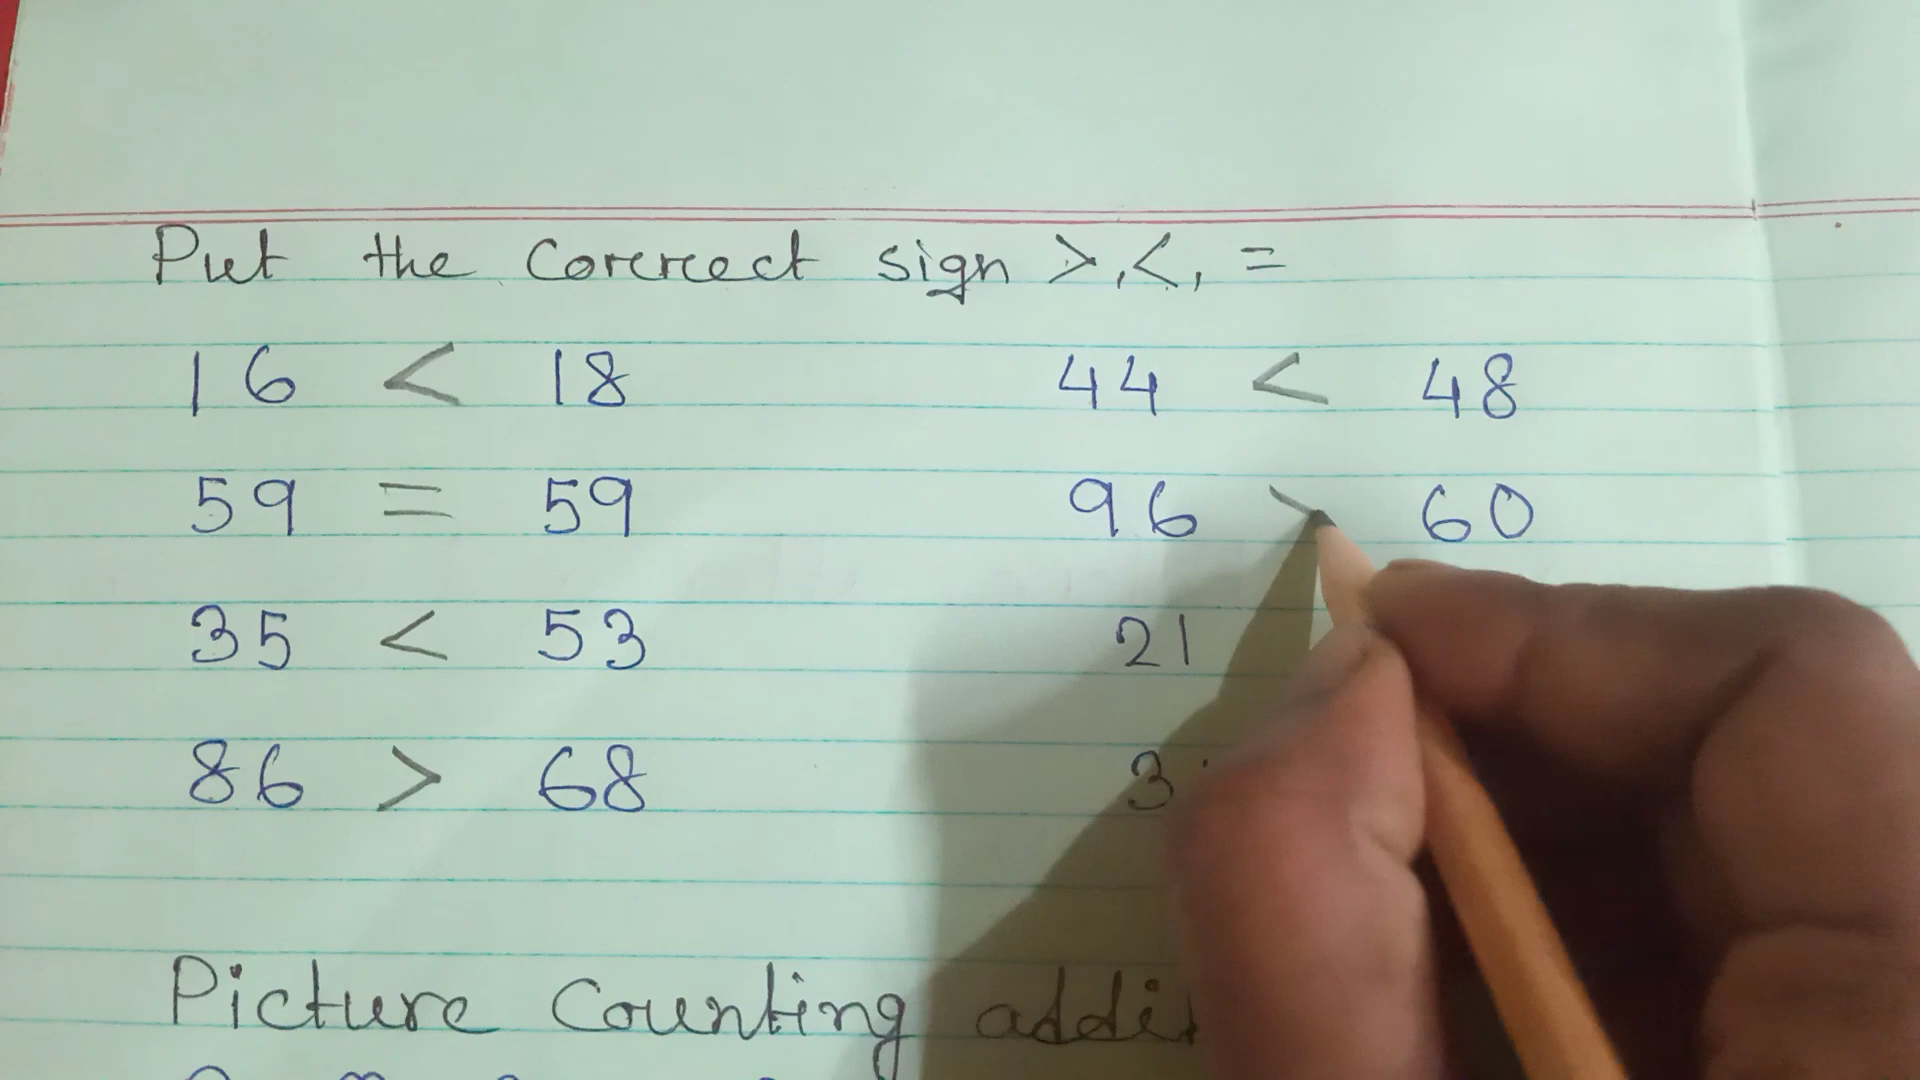 Put the correct sign >, <, =
16 < 18 44 < 48
59 = 59 96 > 60
35 < 53 21
86 > 68 3
Picture Counting